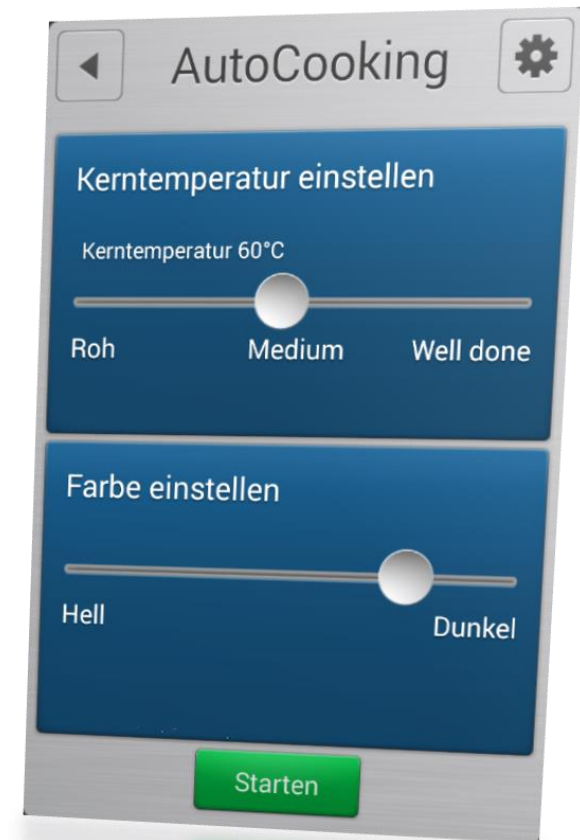 AutoCooking
Kerntemperatur einstellen
Kerntemperatur 60°C
Roh Medium Well done
Farbe einstellen
Hell Dunkel
Starten